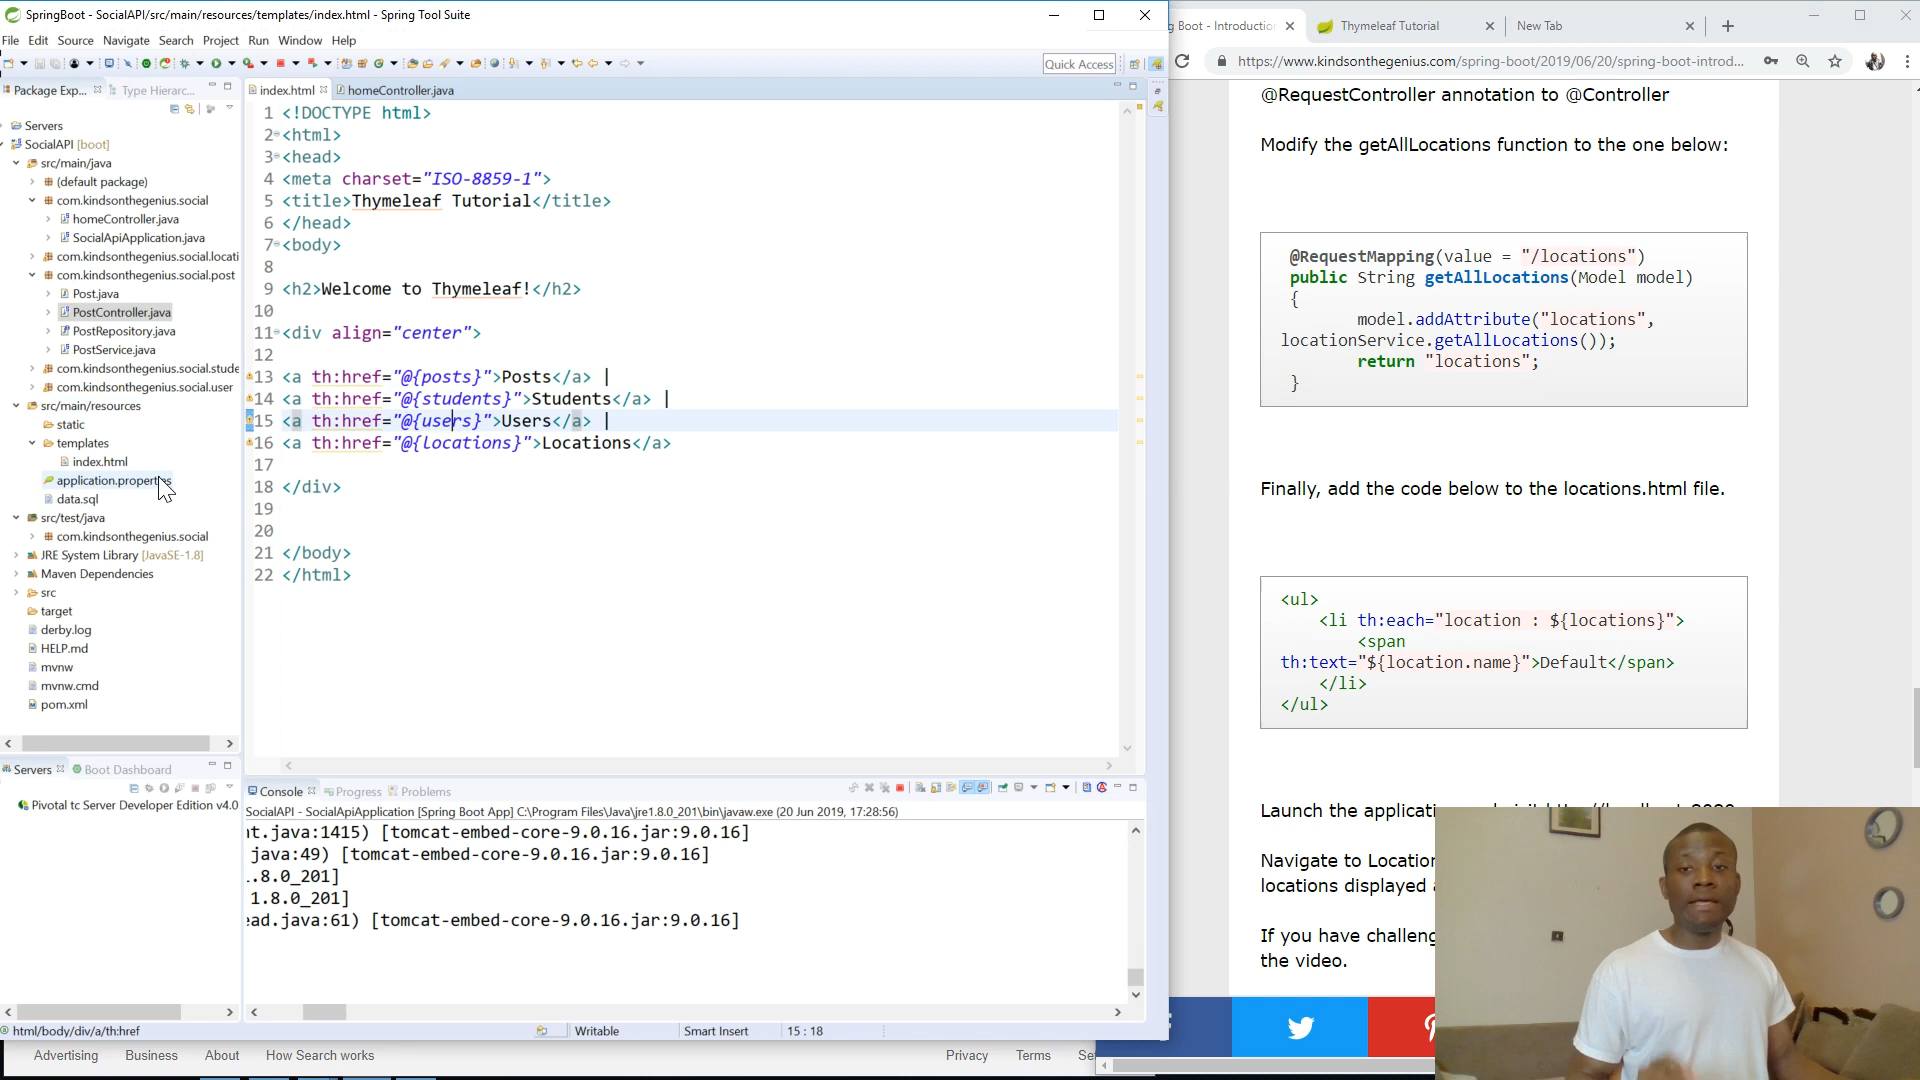 SpringBoot - SocialAPI/src/main/resources/templates/index.html - Spring Tool Suite
File Edit Source Navigate Search Project Run Window Help
Quick Access
Package Exp... Type Hierarc...
Servers
SocialAPI [boot]
src/main/java
(default package)
com.kindsonthegenius.social
homeController.java
SocialApiApplication.java
com.kindsonthegenius.social.locati
com.kindsonthegenius.social.post
Post.java
PostController.java
PostRepository.java
PostService.java
com.kindsonthegenius.social.stude
com.kindsonthegenius.social.user
src/main/resources
static
templates
index.html
application.properties
data.sql
src/test/java
com.kindsonthegenius.social
JRE System Library [JavaSE-1.8]
Maven Dependencies
src
target
derby.log
HELP.md
mvnw
mvnw.cmd
pom.xml
Servers Boot Dashboard
Pivotal tc Server Developer Edition v4.0
index.html homeController.java
1 <!DOCTYPE html>
2 <html>
3 <head>
4 <meta charset="ISO-8859-1">
5 <title>Thymeleaf Tutorial</title>
6 </head>
7 <body>
8
9 <h2>Welcome to Thymeleaf!</h2>
10
11 <div align="center">
12
13 <a th:href="@{posts}">Posts</a> |
14 <a th:href="@{students}">Students</a> |
15 <a th:href="@{users}">Users</a> |
16 <a th:href="@{locations}">Locations</a>
17
18 </div>
19
20
21 </body>
22 </html>
Console Progress Problems
SocialAPI - SocialApiApplication [Spring Boot App] C:\Program Files\Java\jre1.8.0_201\bin\javaw.exe (20 Jun 2019, 17:28:56)
nt.java:1415) [tomcat-embed-core-9.0.16.jar:9.0.16]
java:49) [tomcat-embed-core-9.0.16.jar:9.0.16]
.8.0_201]
1.8.0_201]
ead.java:61) [tomcat-embed-core-9.0.16.jar:9.0.16]
html/body/div/a/th:href Writable Smart Insert 15 : 18
Advertising Business About How Search works Privacy Terms Se
g Boot - Introductio Thymeleaf Tutorial New Tab
https://www.kindsonthegenius.com/spring-boot/2019/06/20/spring-boot-introd...
@RequestController annotation to @Controller
Modify the getAllLocations function to the one below:
@RequestMapping(value = "/locations")
public String getAllLocations(Model model)
{
model.addAttribute("locations",
locationService.getAllLocations());
return "locations";
}
Finally, add the code below to the locations.html file.
<ul>
<li th:each="location : ${locations}">
<span
th:text="${location.name}">Default</span>
</li>
</ul>
Launch the applicati
Navigate to Location
locations displayed
If you have challeng
the video.